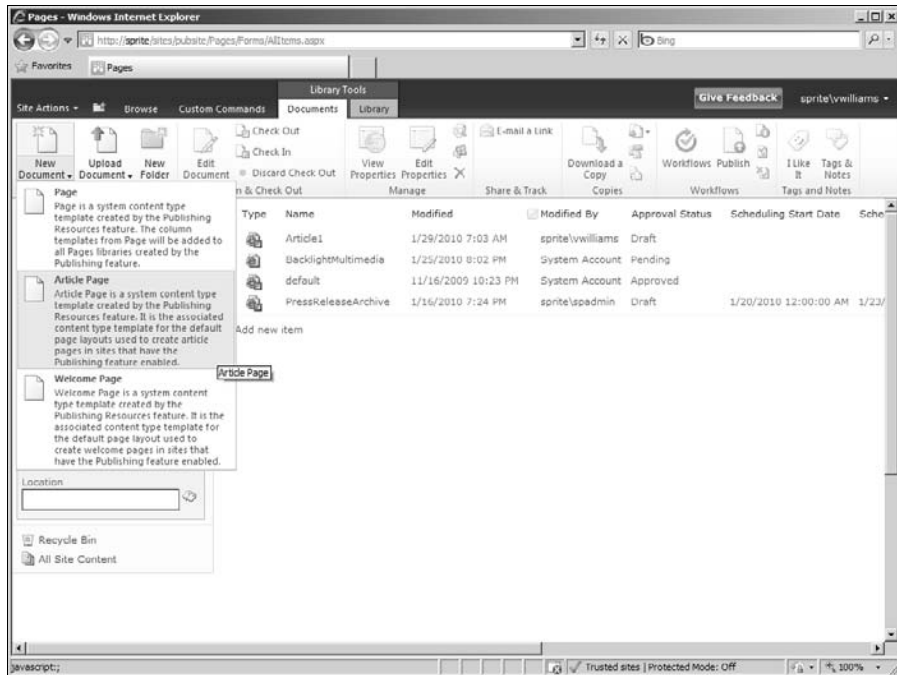 Pages - Windows Internet Explorer
http://sprite/sites/pubsite/Pages/Forms/AllItems.aspx
Bing
Favorites
Pages
Library Tools
Site Actions
Browse
Custom Commands
Documents
Library
Give Feedback
sprite\vwilliams
New Document
Upload Document
New Folder
Edit Document
Check Out
Check In
Discard Check Out
View Properties
Edit Properties
E-mail a Link
Download a Copy
Workflows
Publish
I Like It
Tags & Notes
n & Check Out
Manage
Share & Track
Copies
Workflows
Tags and Notes
Page
Page is a system content type
template created by the Publishing
Resources feature. The column
templates from Page will be added to
all Pages libraries created by the
Publishing feature.
Article Page
Article Page is a system content type
template created by the Publishing
Resources feature. It is the associated
content type template for the default
page layouts used to create article
pages in sites that have the
Publishing feature enabled.
Article Page
Welcome Page
Welcome Page is a system content
type template created by the
Publishing Resources feature. It is the
associated content type template for
the default page layout used to
create welcome pages in sites that
have the Publishing feature enabled.
Type Name Modified Modified By Approval Status Scheduling Start Date Sche
Article1 1/29/2010 7:03 AM sprite\vwilliams Draft
BacklightMultimedia 1/25/2010 8:02 PM System Account Pending
default 11/16/2009 10:23 PM System Account Approved
PressReleaseArchive 1/16/2010 7:24 PM sprite\spadmin Draft 1/20/2010 12:00:00 AM 1/23/
Add new item
Location
Recycle Bin
All Site Content
javascript:;
Trusted sites | Protected Mode: Off
100%